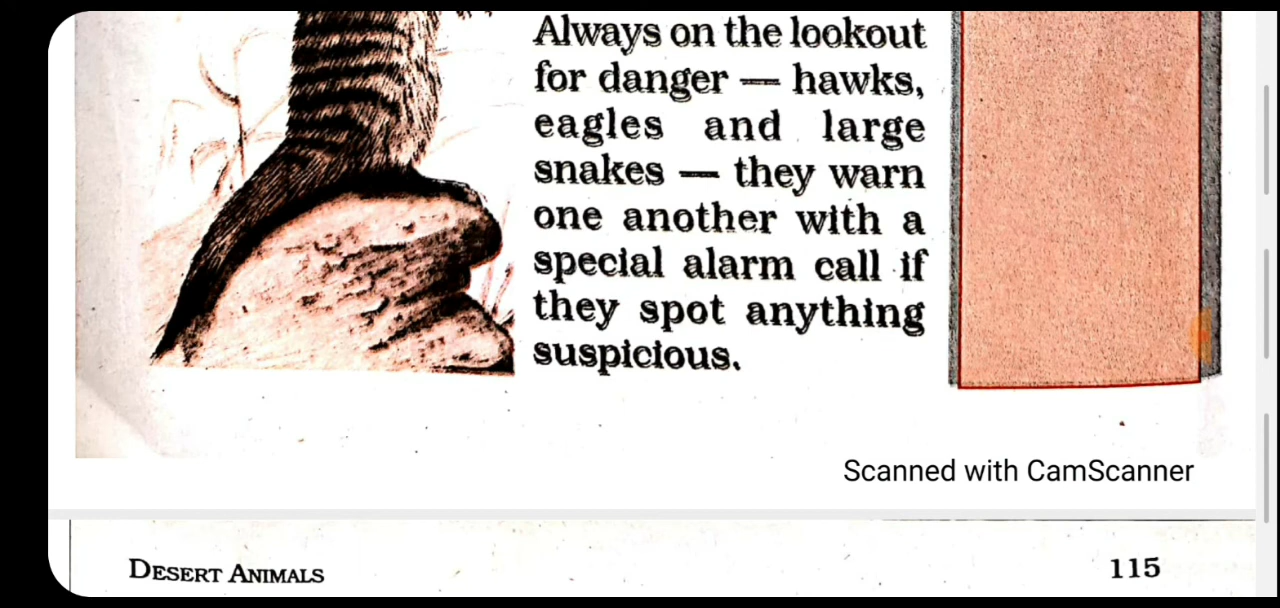 Always on the lookout
for danger — hawks,
eagles and large
snakes — they warn
one another with a
special alarm call if
they spot anything
suspicious.
Scanned with CamScanner
DESERT ANIMALS
115